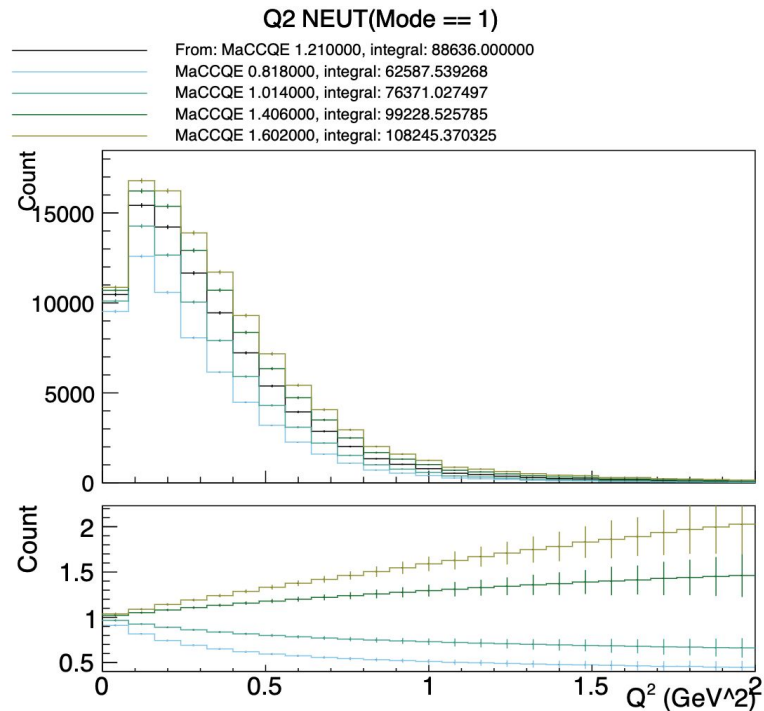 Q2 NEUT(Mode == 1)
From: MaCCQE 1.210000, integral: 88636.000000
MaCCQE 0.818000, integral: 62587.539268
MaCCQE 1.014000, integral: 76371.027497
MaCCQE 1.406000, integral: 99228.525785
MaCCQE 1.602000, integral: 108245.370325
Count
15000
10000
5000
0
Count
2
1.5
1
0.5
0 0.5 1 1.5 2
Q² (GeV^2)